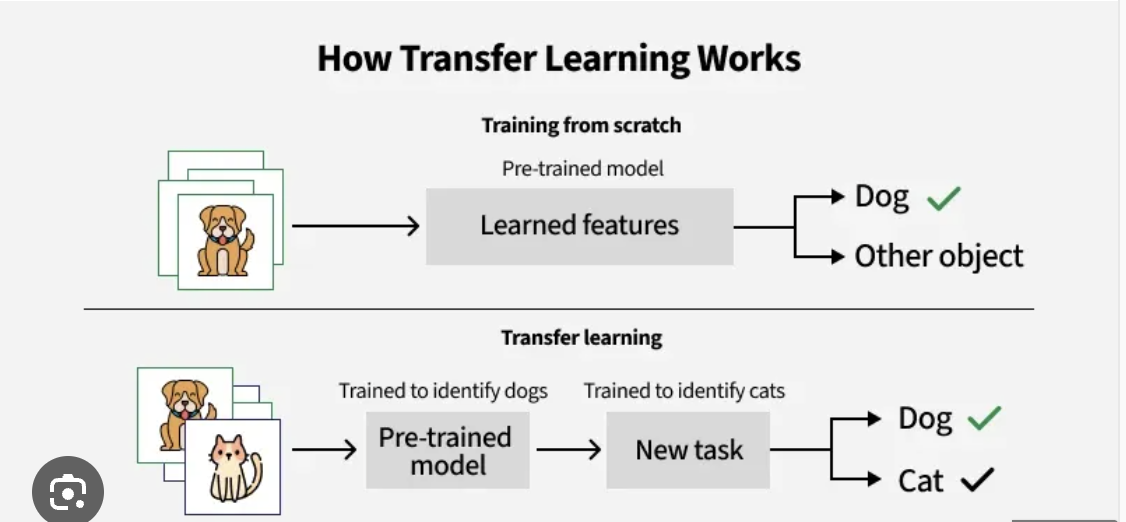 How Transfer Learning Works
Training from scratch
Pre-trained model
Learned features
Dog
Other object
Transfer learning
Trained to identify dogs
Trained to identify cats
Pre-trained
model
New task
Dog
Cat